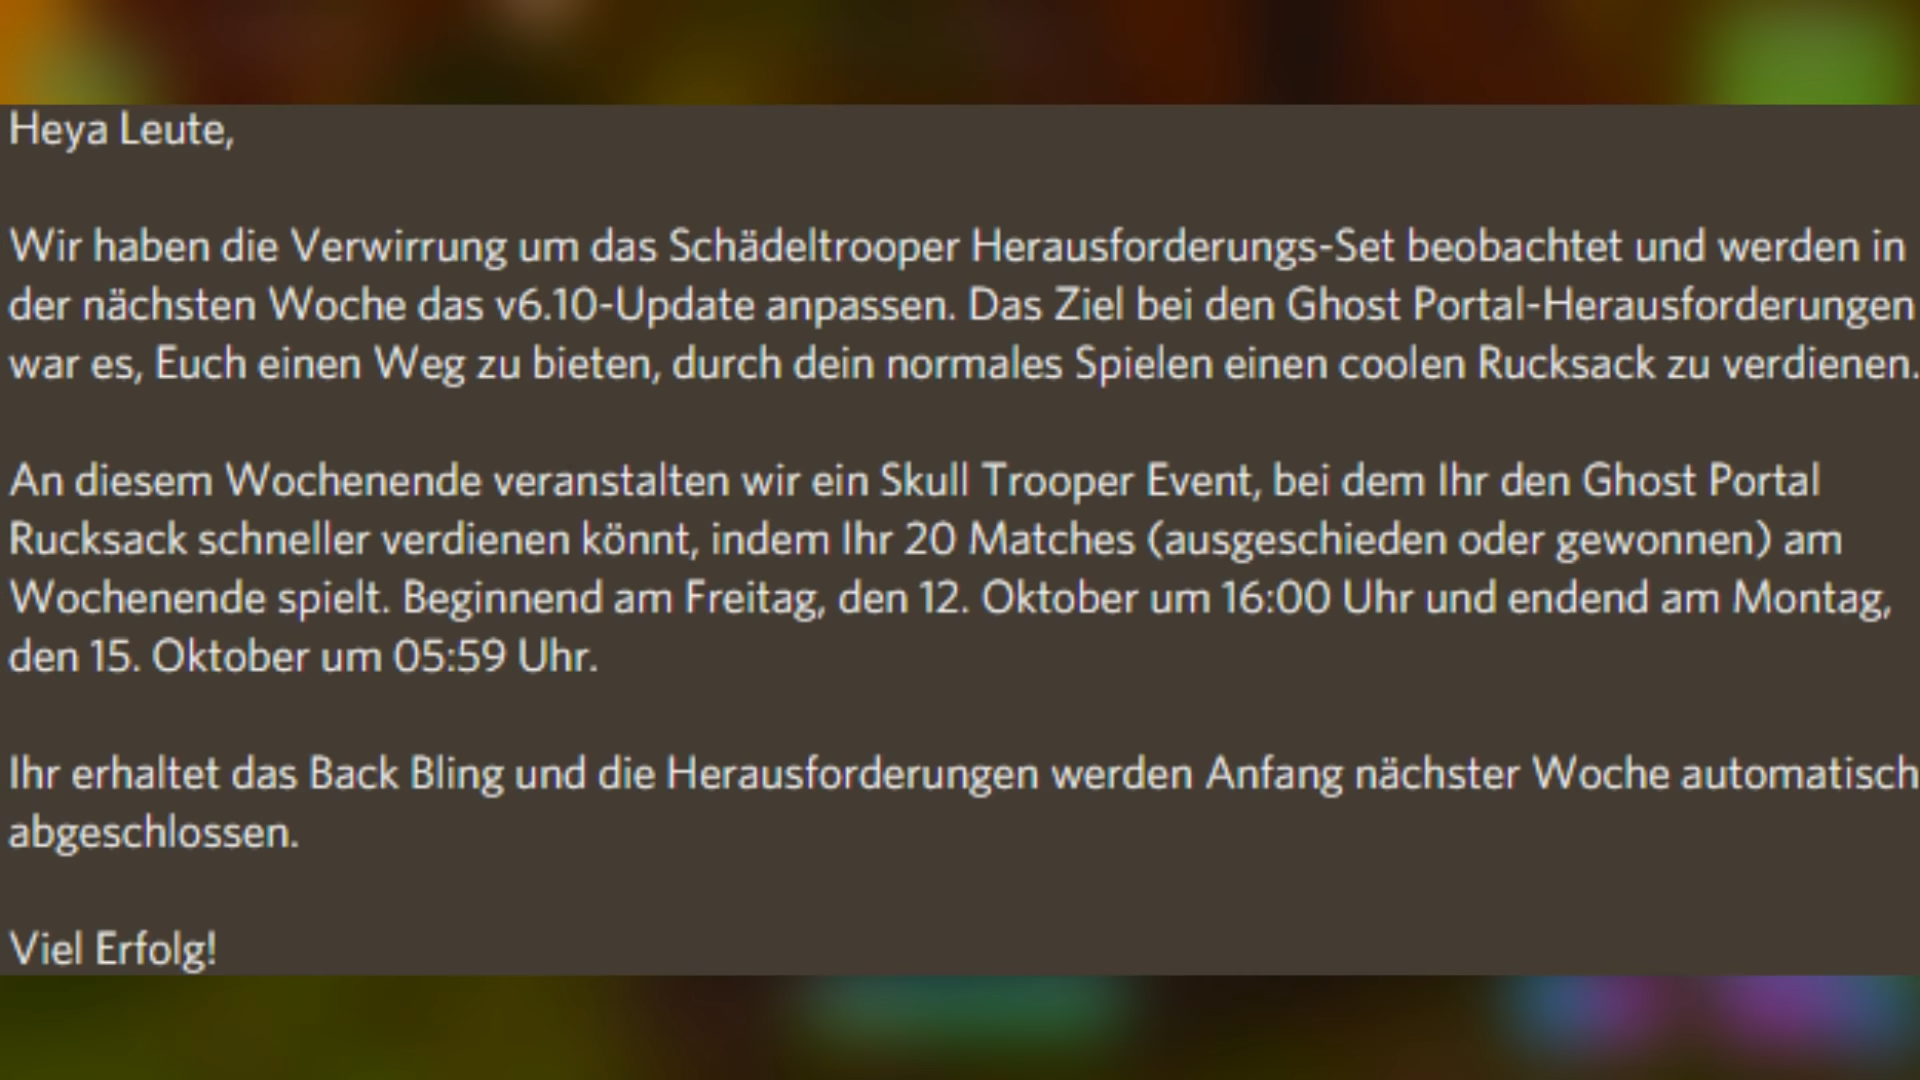 Heya Leute,
Wir haben die Verwirrung um das Schädeltrooper Herausforderungs-Set beobachtet und werden in
der nächsten Woche das v6.10-Update anpassen. Das Ziel bei den Ghost Portal-Herausforderungen
war es, Euch einen Weg zu bieten, durch dein normales Spielen einen coolen Rucksack zu verdienen.
An diesem Wochenende veranstalten wir ein Skull Trooper Event, bei dem Ihr den Ghost Portal
Rucksack schneller verdienen könnt, indem Ihr 20 Matches (ausgeschieden oder gewonnen) am
Wochenende spielt. Beginnend am Freitag, den 12. Oktober um 16:00 Uhr und endend am Montag,
den 15. Oktober um 05:59 Uhr.
Ihr erhaltet das Back Bling und die Herausforderungen werden Anfang nächster Woche automatisch
abgeschlossen.
Viel Erfolg!